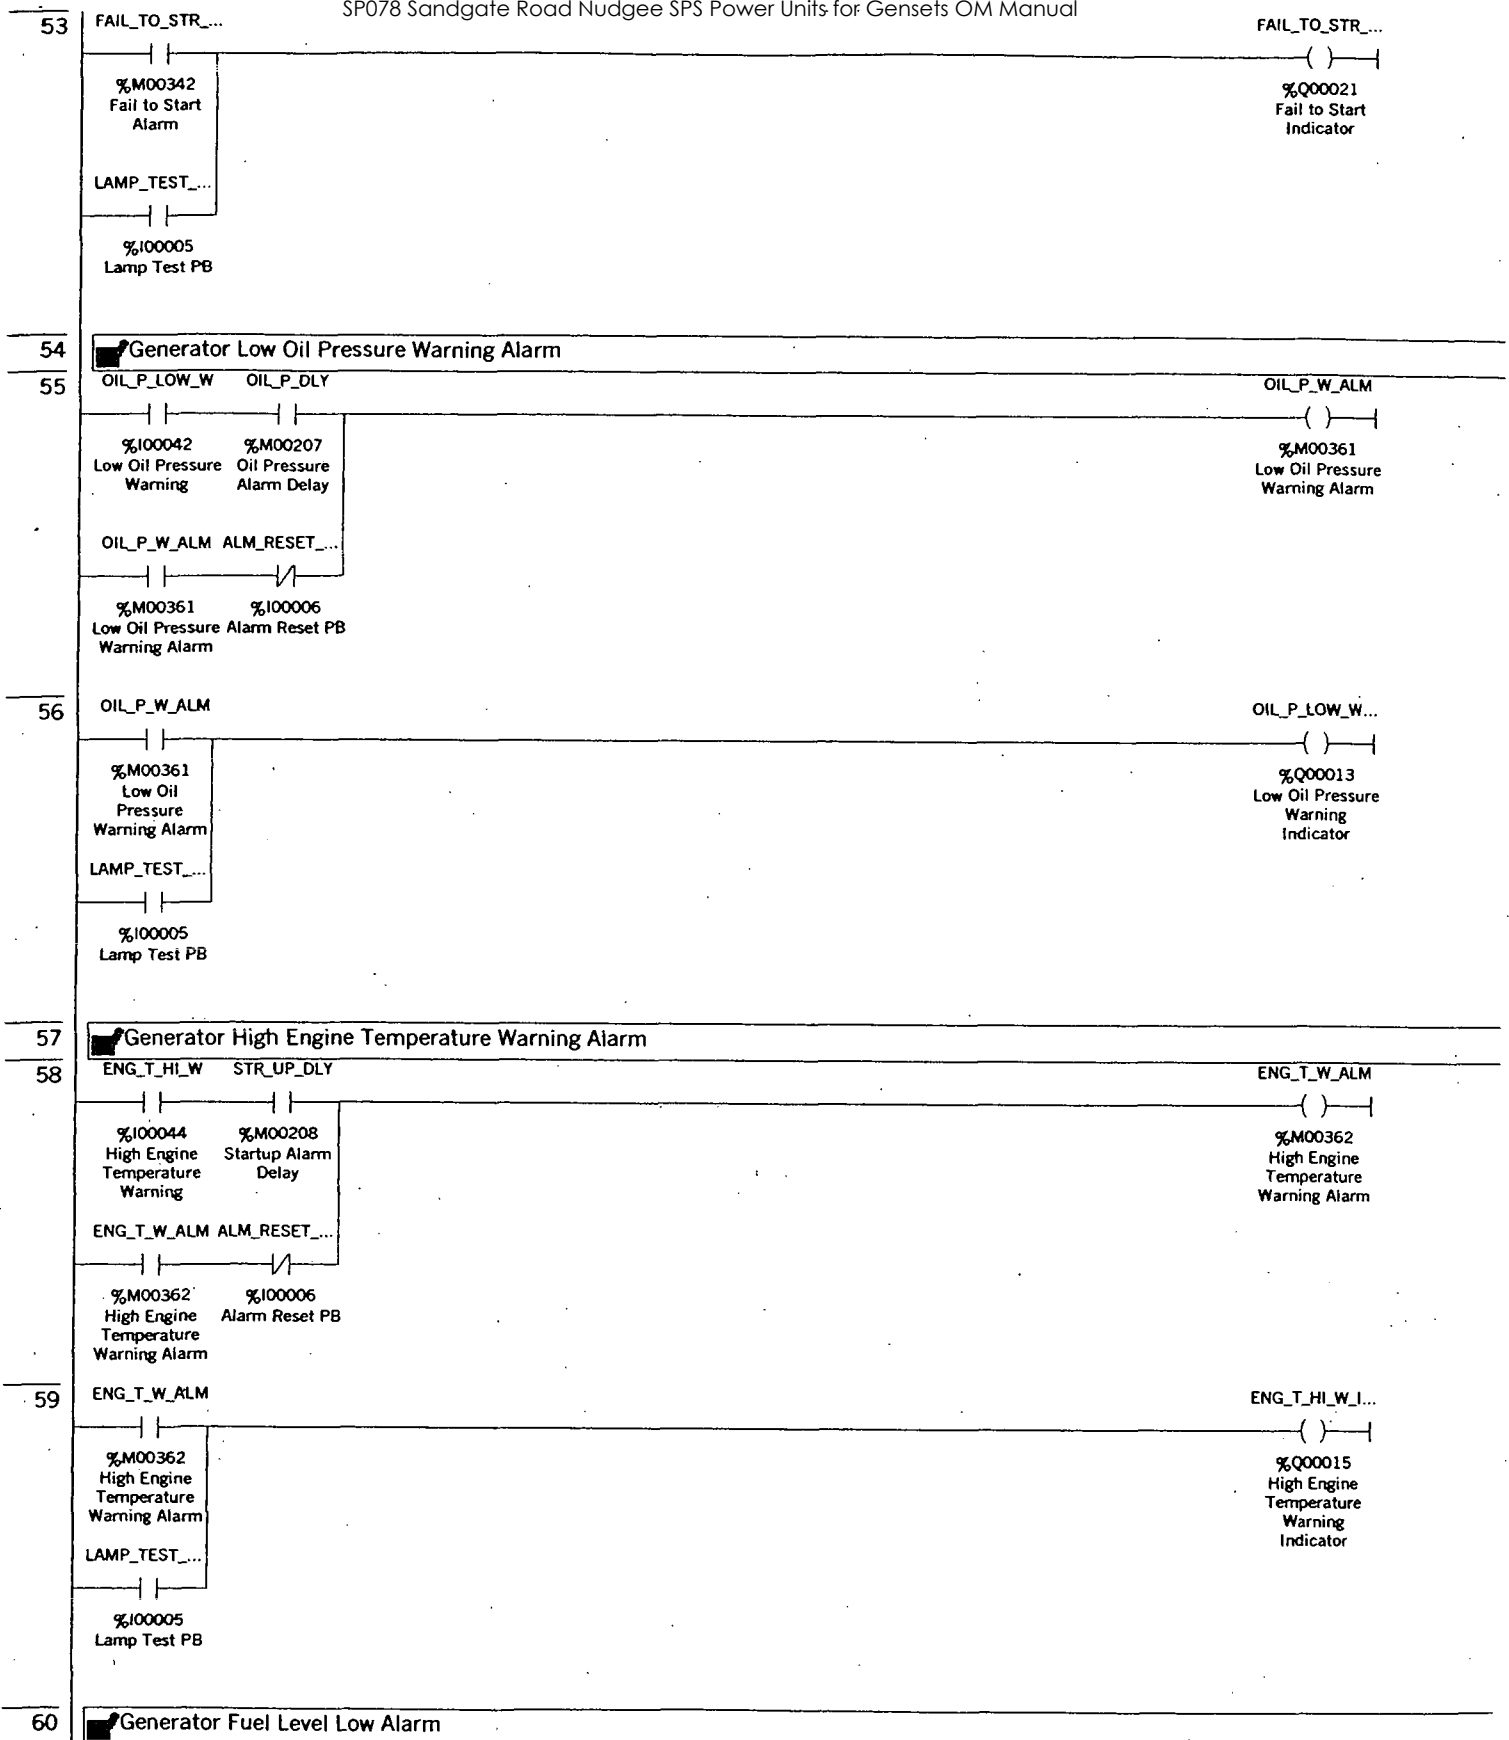 SP078 Sandgate Road Nudgee SPS Power Units for Gensets OM Manual
53
FAIL_TO_STR_...
FAIL_TO_STR_...
%M00342
Fail to Start
Alarm
%Q00021
Fail to Start
Indicator
LAMP_TEST_...
%I00005
Lamp Test PB
54
Generator Low Oil Pressure Warning Alarm
55
OIL_P_LOW_W
OIL_P_DLY
OIL_P_W_ALM
%I00042
Low Oil Pressure
Warning
%M00207
Oil Pressure
Alarm Delay
%M00361
Low Oil Pressure
Warning Alarm
OIL_P_W_ALM
ALM_RESET_...
%M00361
Low Oil Pressure
Warning Alarm
%I00006
Alarm Reset PB
56
OIL_P_W_ALM
OIL_P_LOW_W...
%M00361
Low Oil
Pressure
Warning Alarm
%Q00013
Low Oil Pressure
Warning
Indicator
LAMP_TEST_...
%I00005
Lamp Test PB
57
Generator High Engine Temperature Warning Alarm
58
ENG_T_HI_W
STR_UP_DLY
ENG_T_W_ALM
%I00044
High Engine
Temperature
Warning
%M00208
Startup Alarm
Delay
%M00362
High Engine
Temperature
Warning Alarm
ENG_T_W_ALM
ALM_RESET_...
%M00362
High Engine
Temperature
Warning Alarm
%I00006
Alarm Reset PB
59
ENG_T_W_ALM
ENG_T_HI_W_I...
%M00362
High Engine
Temperature
Warning Alarm
%Q00015
High Engine
Temperature
Warning
Indicator
LAMP_TEST_...
%I00005
Lamp Test PB
60
Generator Fuel Level Low Alarm